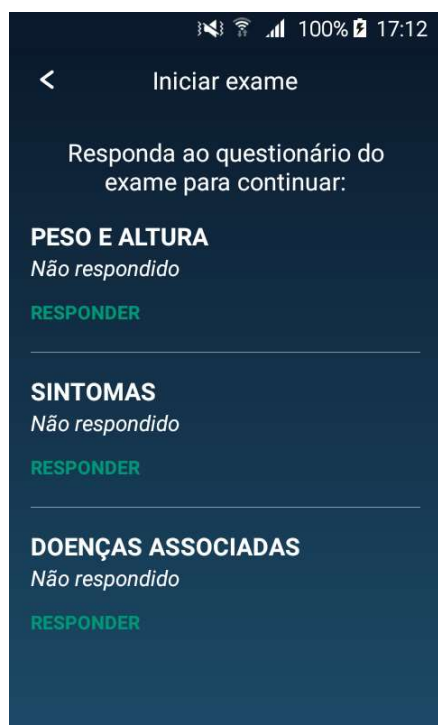 100% 17:12
Iniciar exame
Responda ao questionário do
exame para continuar:
PESO E ALTURA
Não respondido
RESPONDER
SINTOMAS
Não respondido
RESPONDER
DOENÇAS ASSOCIADAS
Não respondido
RESPONDER